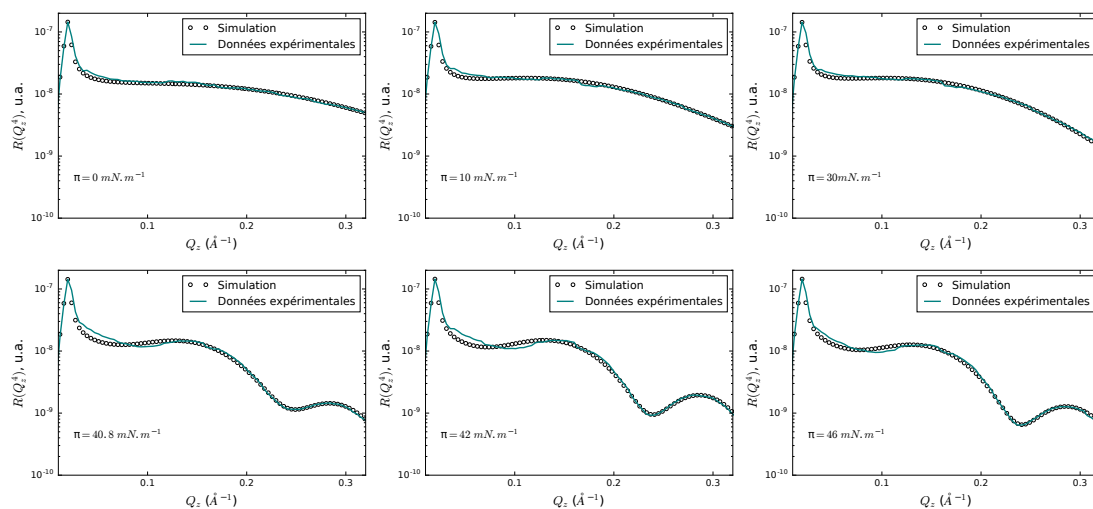 10⁻⁷
10⁻⁸
10⁻⁹
10⁻¹⁰
R(Q_z⁴), u.a.
Simulation
Données expérimentales
π = 0 mN.m⁻¹
0.1 0.2 0.3
Q_z (Å⁻¹)
10⁻⁷
10⁻⁸
10⁻⁹
10⁻¹⁰
R(Q_z⁴), u.a.
Simulation
Données expérimentales
π = 10 mN.m⁻¹
0.1 0.2 0.3
Q_z (Å⁻¹)
10⁻⁷
10⁻⁸
10⁻⁹
10⁻¹⁰
R(Q_z⁴), u.a.
Simulation
Données expérimentales
π = 30mN.m⁻¹
0.1 0.2 0.3
Q_z (Å⁻¹)
10⁻⁷
10⁻⁸
10⁻⁹
10⁻¹⁰
R(Q_z⁴), u.a.
Simulation
Données expérimentales
π = 40.8 mN.m⁻¹
0.1 0.2 0.3
Q_z (Å⁻¹)
10⁻⁷
10⁻⁸
10⁻⁹
10⁻¹⁰
R(Q_z⁴), u.a.
Simulation
Données expérimentales
π = 42 mN.m⁻¹
0.1 0.2 0.3
Q_z (Å⁻¹)
10⁻⁷
10⁻⁸
10⁻⁹
10⁻¹⁰
R(Q_z⁴), u.a.
Simulation
Données expérimentales
π = 46 mN.m⁻¹
0.1 0.2 0.3
Q_z (Å⁻¹)